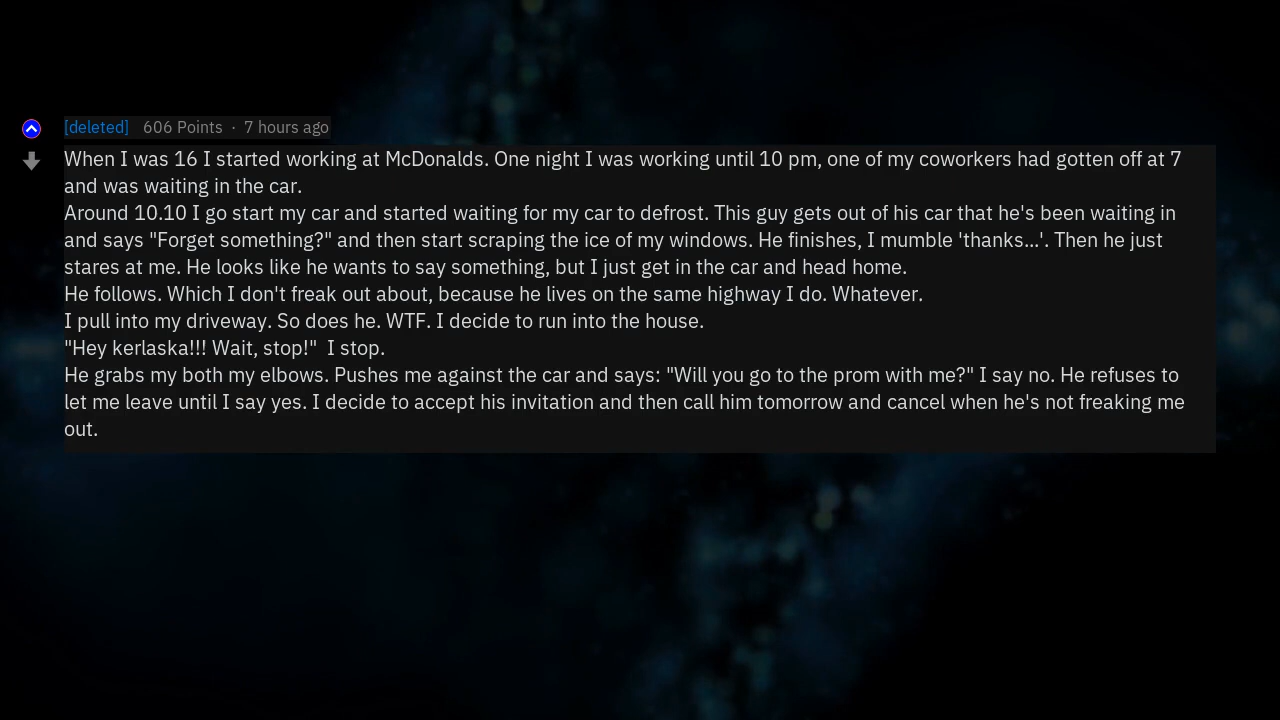 [deleted] 606 Points · 7 hours ago
When I was 16 I started working at McDonalds. One night I was working until 10 pm, one of my coworkers had gotten off at 7
and was waiting in the car.
Around 10.10 I go start my car and started waiting for my car to defrost. This guy gets out of his car that he's been waiting in
and says "Forget something?" and then start scraping the ice of my windows. He finishes, I mumble 'thanks...'. Then he just
stares at me. He looks like he wants to say something, but I just get in the car and head home.
He follows. Which I don't freak out about, because he lives on the same highway I do. Whatever.
I pull into my driveway. So does he. WTF. I decide to run into the house.
"Hey kerlaska!!! Wait, stop!"  I stop.
He grabs my both my elbows. Pushes me against the car and says: "Will you go to the prom with me?" I say no. He refuses to
let me leave until I say yes. I decide to accept his invitation and then call him tomorrow and cancel when he's not freaking me
out.